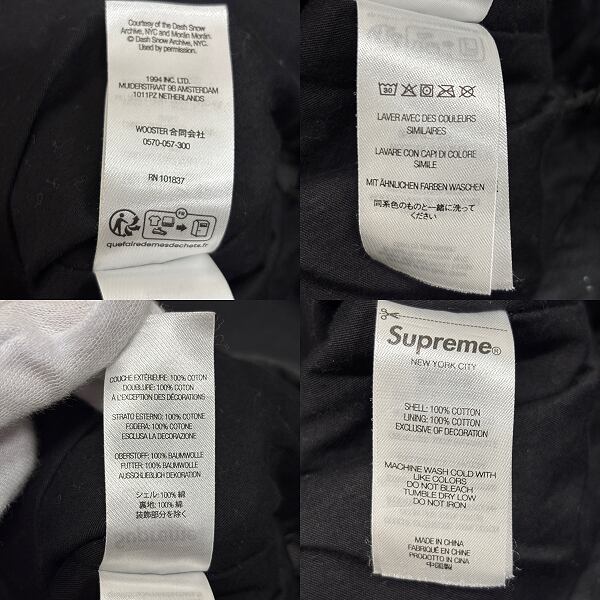 Courtesy of the Dash Snow
Archive, NYC and Morán Morán.
© Dash Snow Archive, NYC.
Used by permission.
1994 INC. LTD.
MUIDERSTRAAT 9B AMSTERDAM
1011PZ NETHERLANDS
WOOSTER 合同会社
0570-057-300
RN 101837
FR
quefairedemesdechets.fr
30
LAVER AVEC DES COULEURS
SIMILAIRES
LAVARE CON CAPI DI COLORE
SIMILE
MIT ÄHNLICHEN FARBEN WASCHEN
同系色のものと一緒に洗って
ください
COUCHE EXTÉRIEURE: 100% COTON
DOUBLURE: 100% COTON
À L'EXCEPTION DES DÉCORATIONS
STRATO ESTERNO: 100% COTONE
FODERA: 100% COTONE
ESCLUSA LA DECORAZIONE
OBERSTOFF: 100% BAUMWOLLE
FUTTER: 100% BAUMWOLLE
AUSSCHLIEßLICH DEKORATION
シェル: 100% 綿
裏地: 100% 綿
装飾部分を除く
Supreme®
NEW YORK CITY
SHELL: 100% COTTON
LINING: 100% COTTON
EXCLUSIVE OF DECORATION
MACHINE WASH COLD WITH
LIKE COLORS
DO NOT BLEACH
TUMBLE DRY LOW
DO NOT IRON
MADE IN CHINA
FABRIQUÉ EN CHINE
PRODOTTO IN CINA
中国製